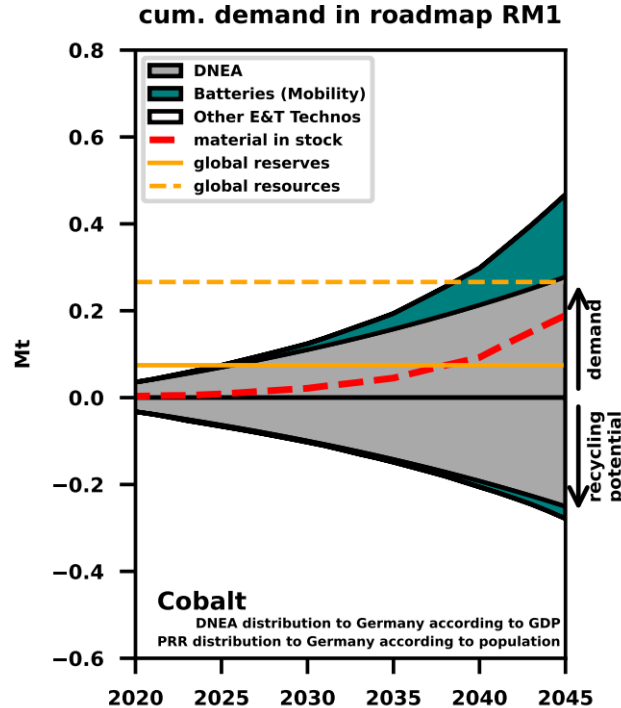 cum. demand in roadmap RM1
DNEA
Batteries (Mobility)
Other E&T Technos
material in stock
global reserves
global resources
0.8
0.6
0.4
0.2
0.0
−0.2
−0.4
−0.6
Mt
demand
recycling
potential
Cobalt
DNEA distribution to Germany according to GDP
PRR distribution to Germany according to population
2020 2025 2030 2035 2040 2045